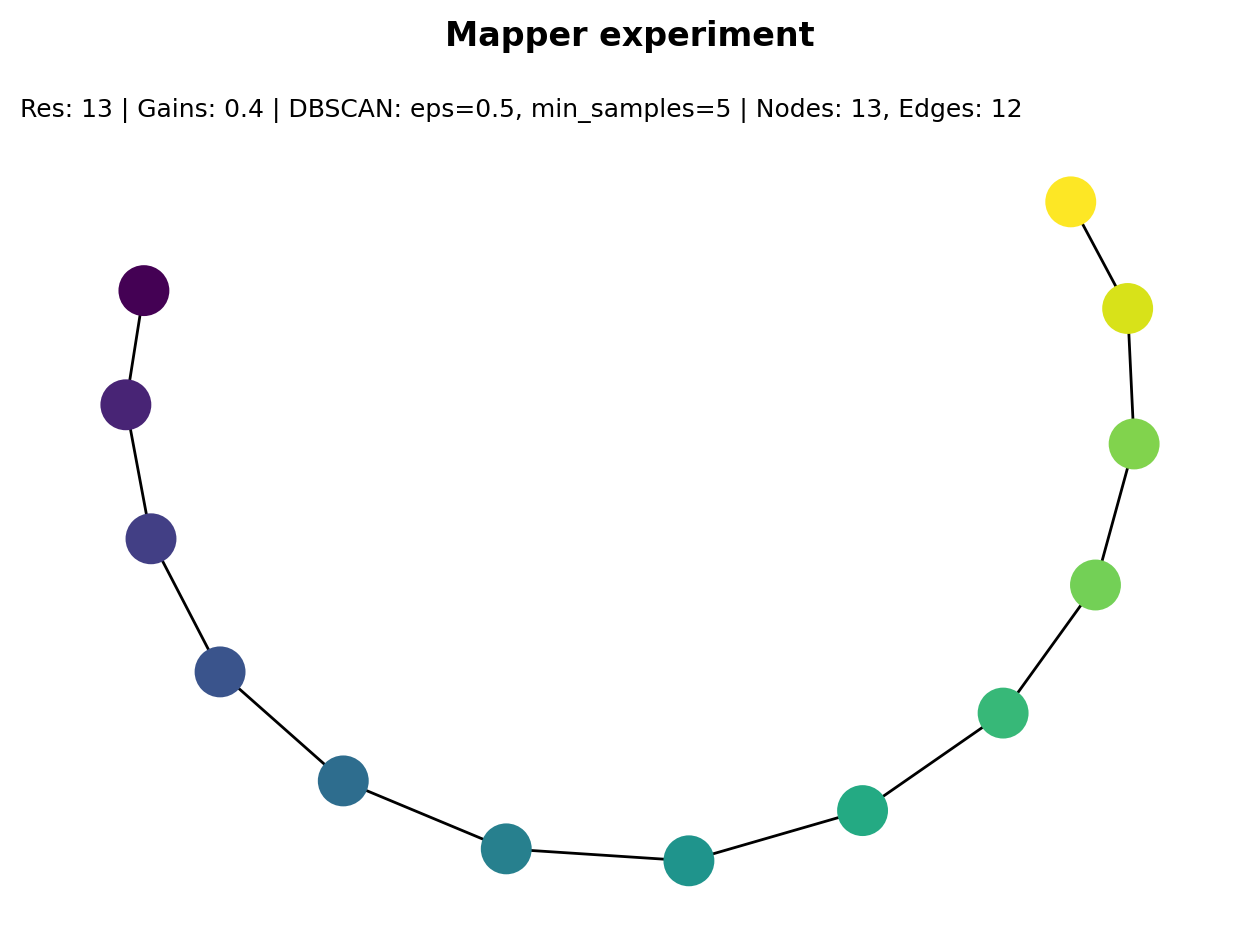 Mapper experiment
Res: 13 | Gains: 0.4 | DBSCAN: eps=0.5, min_samples=5 | Nodes: 13, Edges: 12